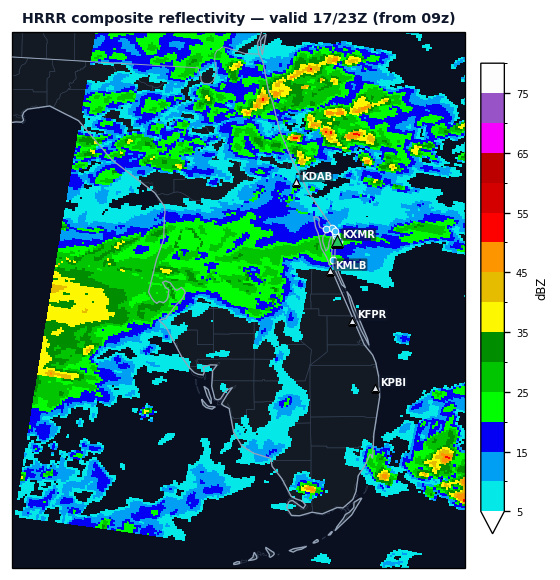 HRRR composite reflectivity — valid 17/23Z (from 09z)
KDAB
KXMR
KMLB
KFPR
KPBI
75
65
55
45
35
25
15
5
dBZ